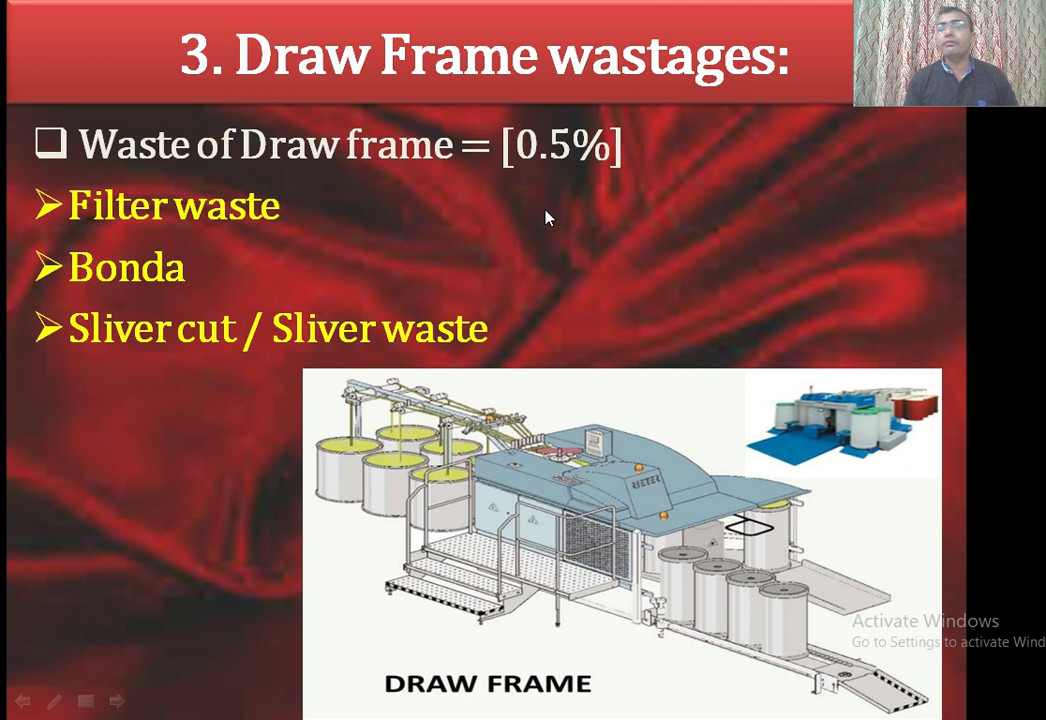 3. Draw Frame wastages:
Waste of Draw frame = [0.5%]
Filter waste
Bonda
Sliver cut / Sliver waste
RIETER
DRAW FRAME
Activate Windows
Go to Settings to activate Wind